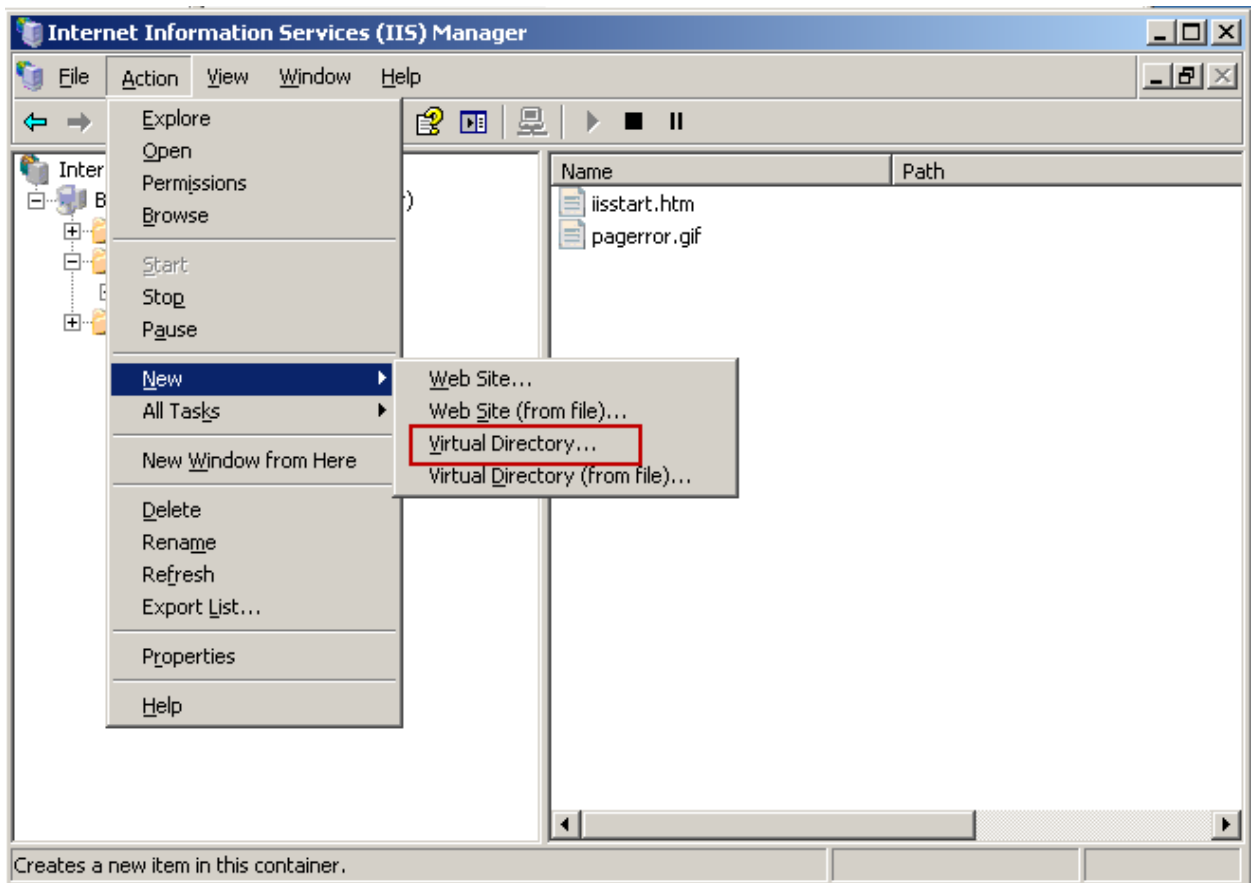 Internet Information Services (IIS) Manager
File Action View Window Help
Explore
Open
Permissions
Browse
Start
Stop
Pause
New
All Tasks
New Window from Here
Delete
Rename
Refresh
Export List...
Properties
Help
Web Site...
Web Site (from file)...
Virtual Directory...
Virtual Directory (from file)...
Inter
B
)
Name Path
iisstart.htm
pagerror.gif
Creates a new item in this container.